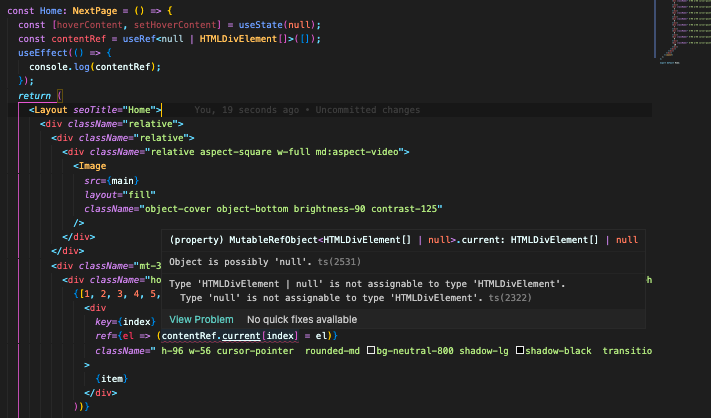 const Home: NextPage = () => {
const [hoverContent, setHoverContent] = useState(null);
const contentRef = useRef<null | HTMLDivElement[]>([]);
useEffect(() => {
console.log(contentRef);
});
return (
<Layout seoTitle="Home"> You, 19 seconds ago • Uncommitted changes
<div className="relative">
<div className="relative">
<div className="relative aspect-square w-full md:aspect-video">
<Image
src={main}
layout="fill"
className="object-cover object-bottom brightness-90 contrast-125"
/>
</div>
</div>
(property) MutableRefObject<HTMLDivElement[] | null>.current: HTMLDivElement[] | null
Object is possibly 'null'. ts(2531)
Type 'HTMLDivElement | null' is not assignable to type 'HTMLDivElement'.
Type 'null' is not assignable to type 'HTMLDivElement'. ts(2322)
View Problem No quick fixes available
<div className="mt-3
<div className="ho
{[1, 2, 3, 4, 5,
<div
key={index}
ref={el => (contentRef.current[index] = el)}
className=" h-96 w-56 cursor-pointer rounded-md bg-neutral-800 shadow-lg shadow-black transitio
>
{item}
</div>
))}